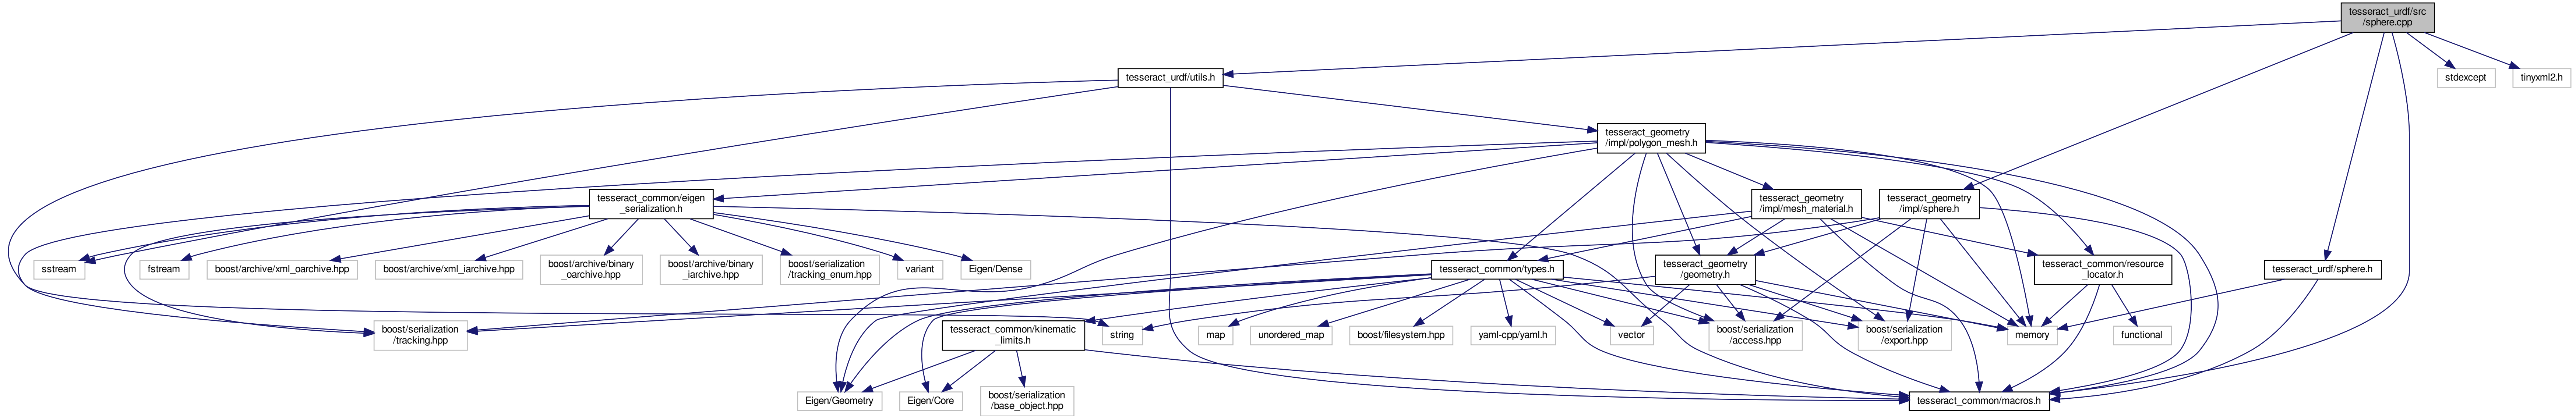 tesseract_urdf/src
/sphere.cpp
tesseract_urdf/utils.h
stdexcept
tinyxml2.h
tesseract_geometry
/impl/polygon_mesh.h
tesseract_common/eigen
_serialization.h
tesseract_geometry
/impl/mesh_material.h
tesseract_geometry
/impl/sphere.h
sstream
fstream
boost/archive/xml_oarchive.hpp
boost/archive/xml_iarchive.hpp
boost/archive/binary
_oarchive.hpp
boost/archive/binary
_iarchive.hpp
boost/serialization
/tracking_enum.hpp
variant
Eigen/Dense
tesseract_common/types.h
tesseract_geometry
/geometry.h
tesseract_common/resource
_locator.h
tesseract_urdf/sphere.h
boost/serialization
/tracking.hpp
tesseract_common/kinematic
_limits.h
string
map
unordered_map
boost/filesystem.hpp
yaml-cpp/yaml.h
vector
boost/serialization
/access.hpp
boost/serialization
/export.hpp
memory
functional
Eigen/Geometry
Eigen/Core
boost/serialization
/base_object.hpp
tesseract_common/macros.h